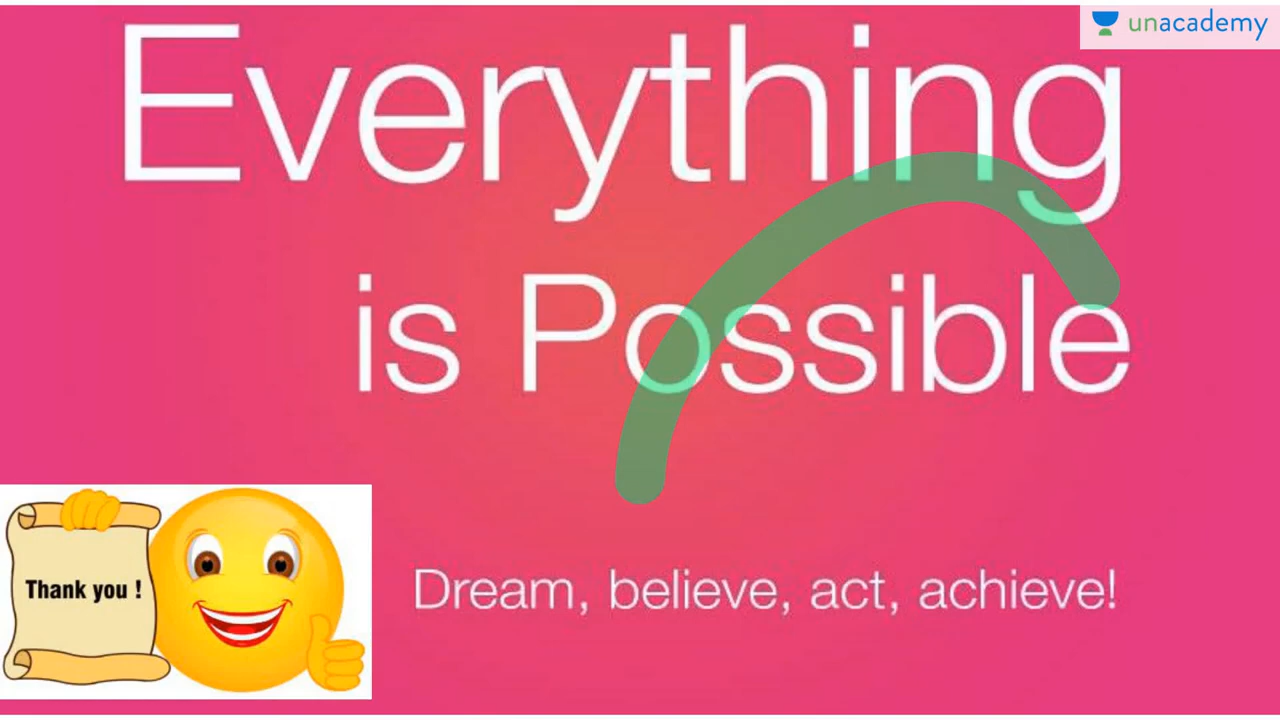 unacademy
Everything
is Possible
Thank you !
Dream, believe, act, achieve!